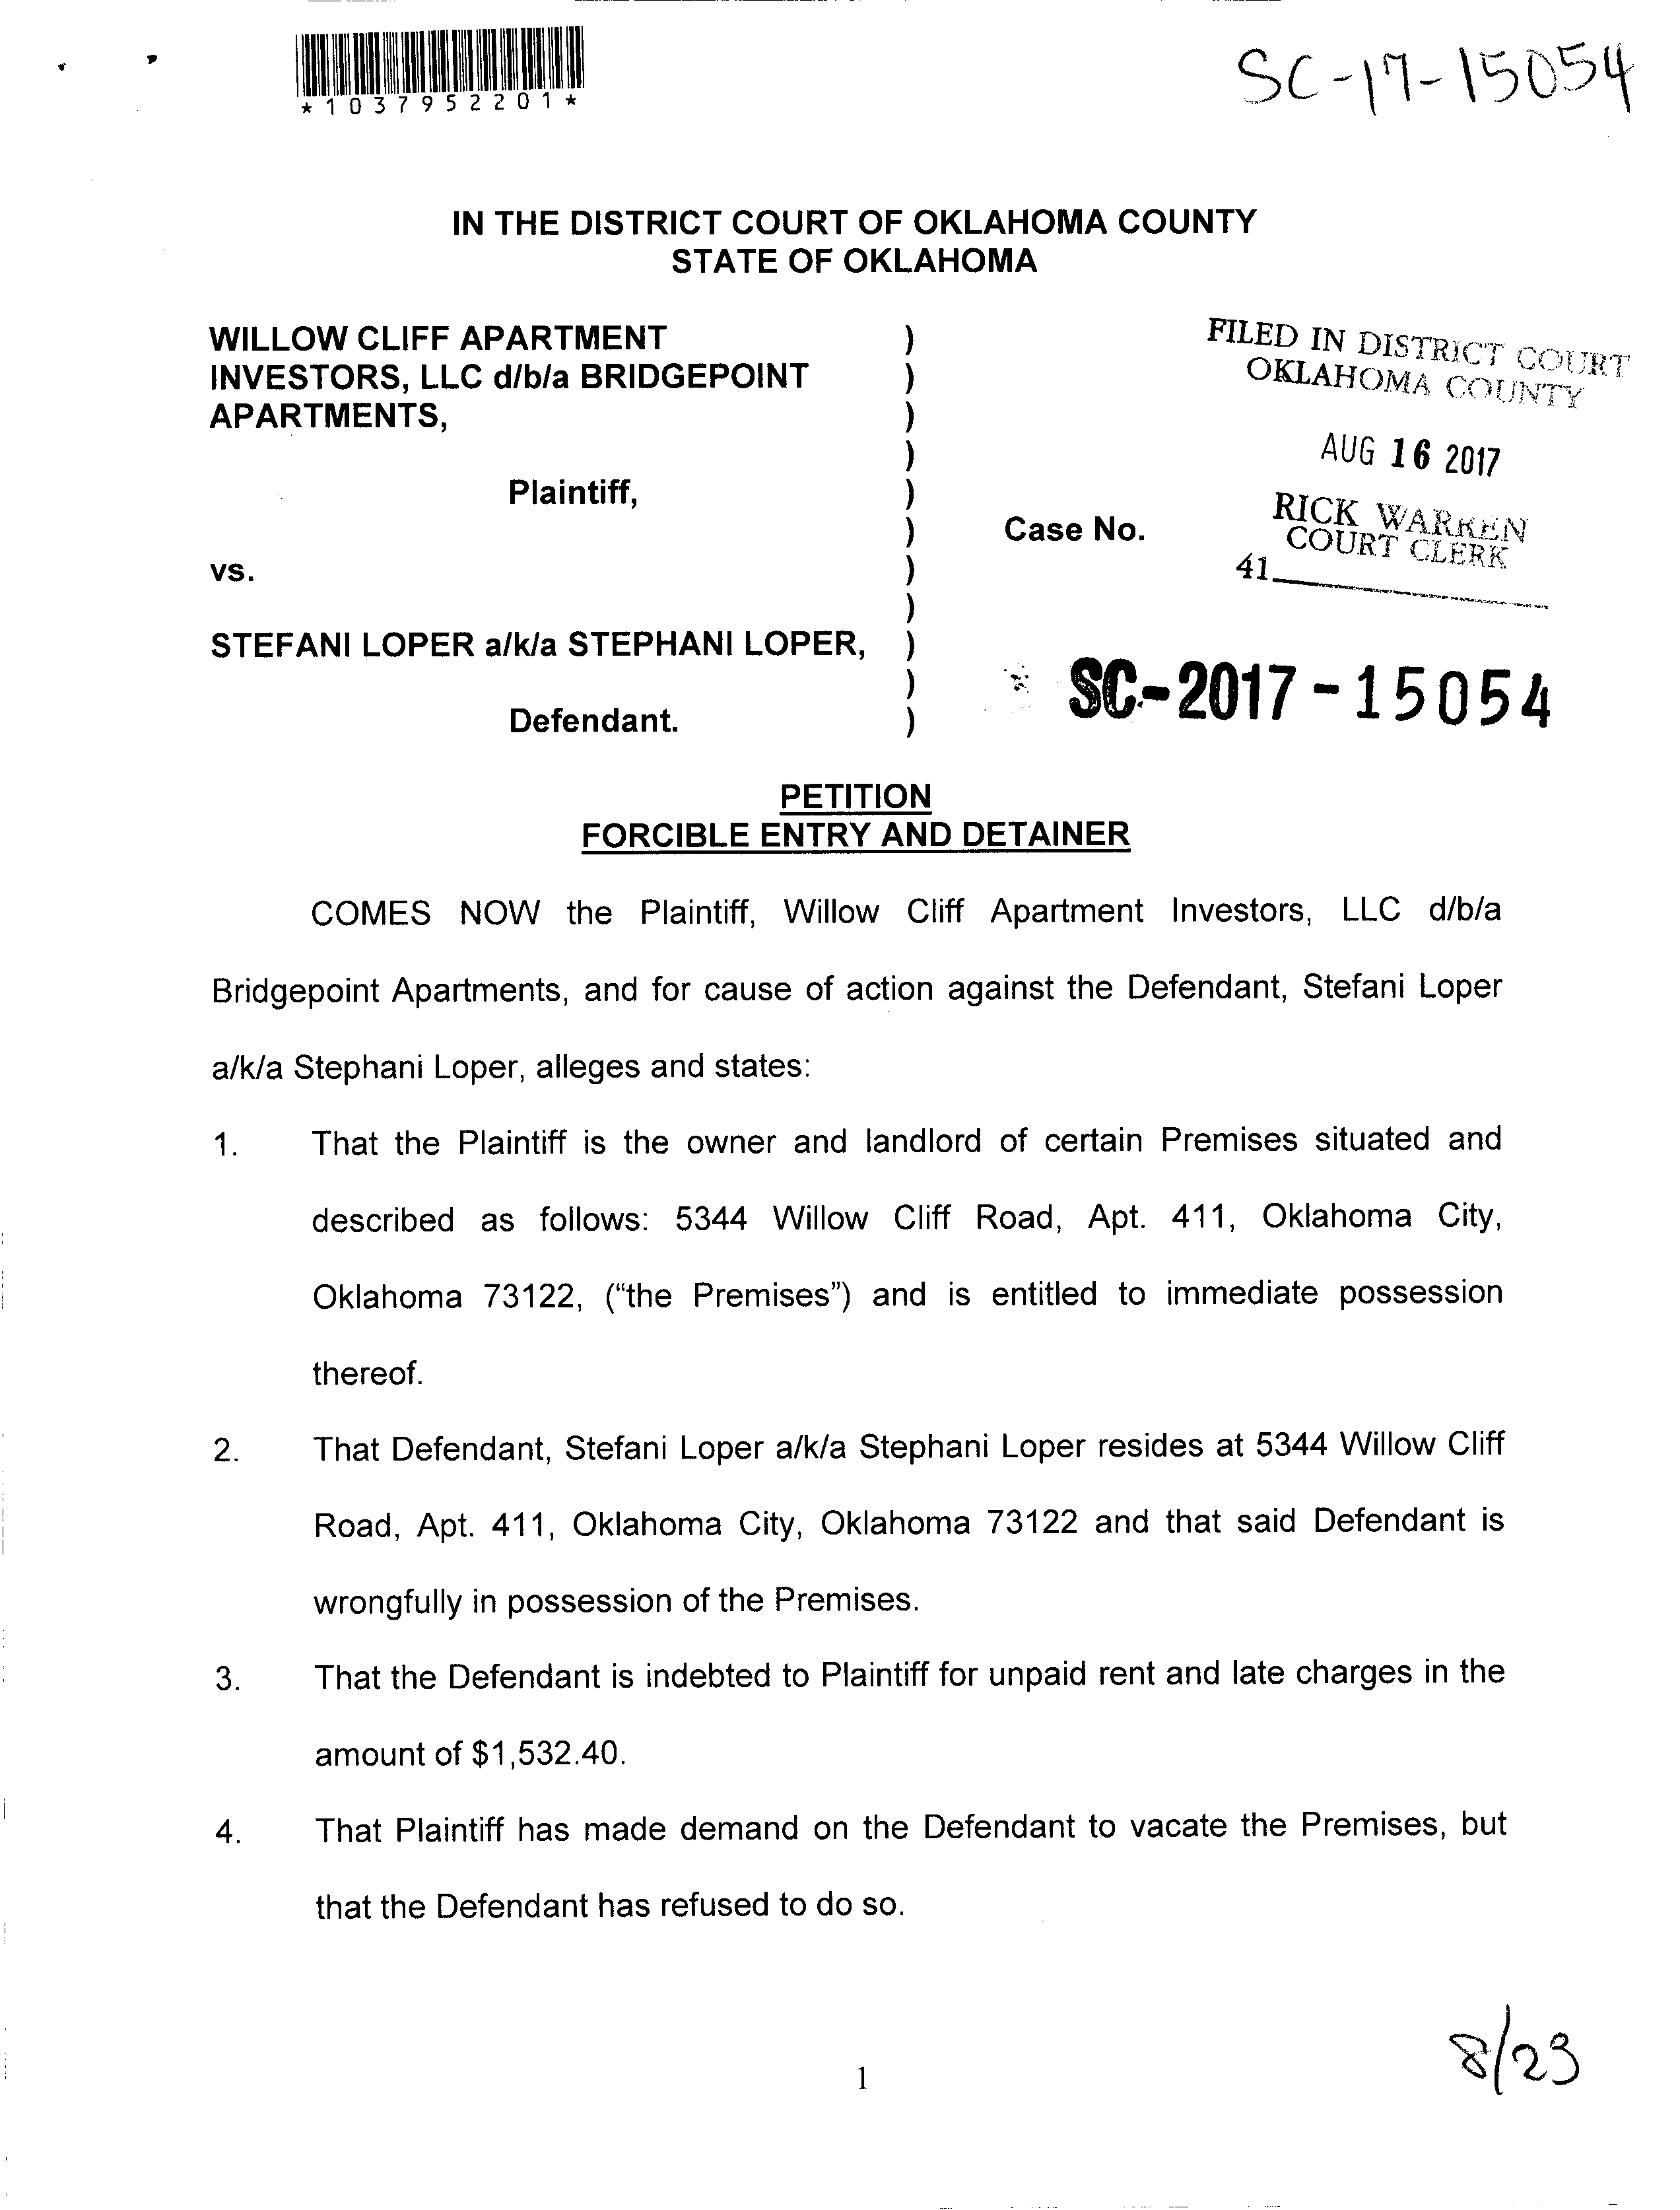 *1037952201*
SC-17-15054
IN THE DISTRICT COURT OF OKLAHOMA COUNTY
STATE OF OKLAHOMA
WILLOW CLIFF APARTMENT )
INVESTORS, LLC d/b/a BRIDGEPOINT )
APARTMENTS, )
)
Plaintiff, )
)
vs. )
)
STEFANI LOPER a/k/a STEPHANI LOPER, )
)
Defendant. )
FILED IN DISTRICT COURT
OKLAHOMA COUNTY
AUG 16 2017
RICK WARREN
COURT CLERK
41
Case No.
SC-2017-15054
PETITION
FORCIBLE ENTRY AND DETAINER
COMES NOW the Plaintiff, Willow Cliff Apartment Investors, LLC d/b/a
Bridgepoint Apartments, and for cause of action against the Defendant, Stefani Loper
a/k/a Stephani Loper, alleges and states:
1. That the Plaintiff is the owner and landlord of certain Premises situated and
described as follows: 5344 Willow Cliff Road, Apt. 411, Oklahoma City,
Oklahoma 73122, (“the Premises”) and is entitled to immediate possession
thereof.
2. That Defendant, Stefani Loper a/k/a Stephani Loper resides at 5344 Willow Cliff
Road, Apt. 411, Oklahoma City, Oklahoma 73122 and that said Defendant is
wrongfully in possession of the Premises.
3. That the Defendant is indebted to Plaintiff for unpaid rent and late charges in the
amount of $1,532.40.
4. That Plaintiff has made demand on the Defendant to vacate the Premises, but
that the Defendant has refused to do so.
1
8/23